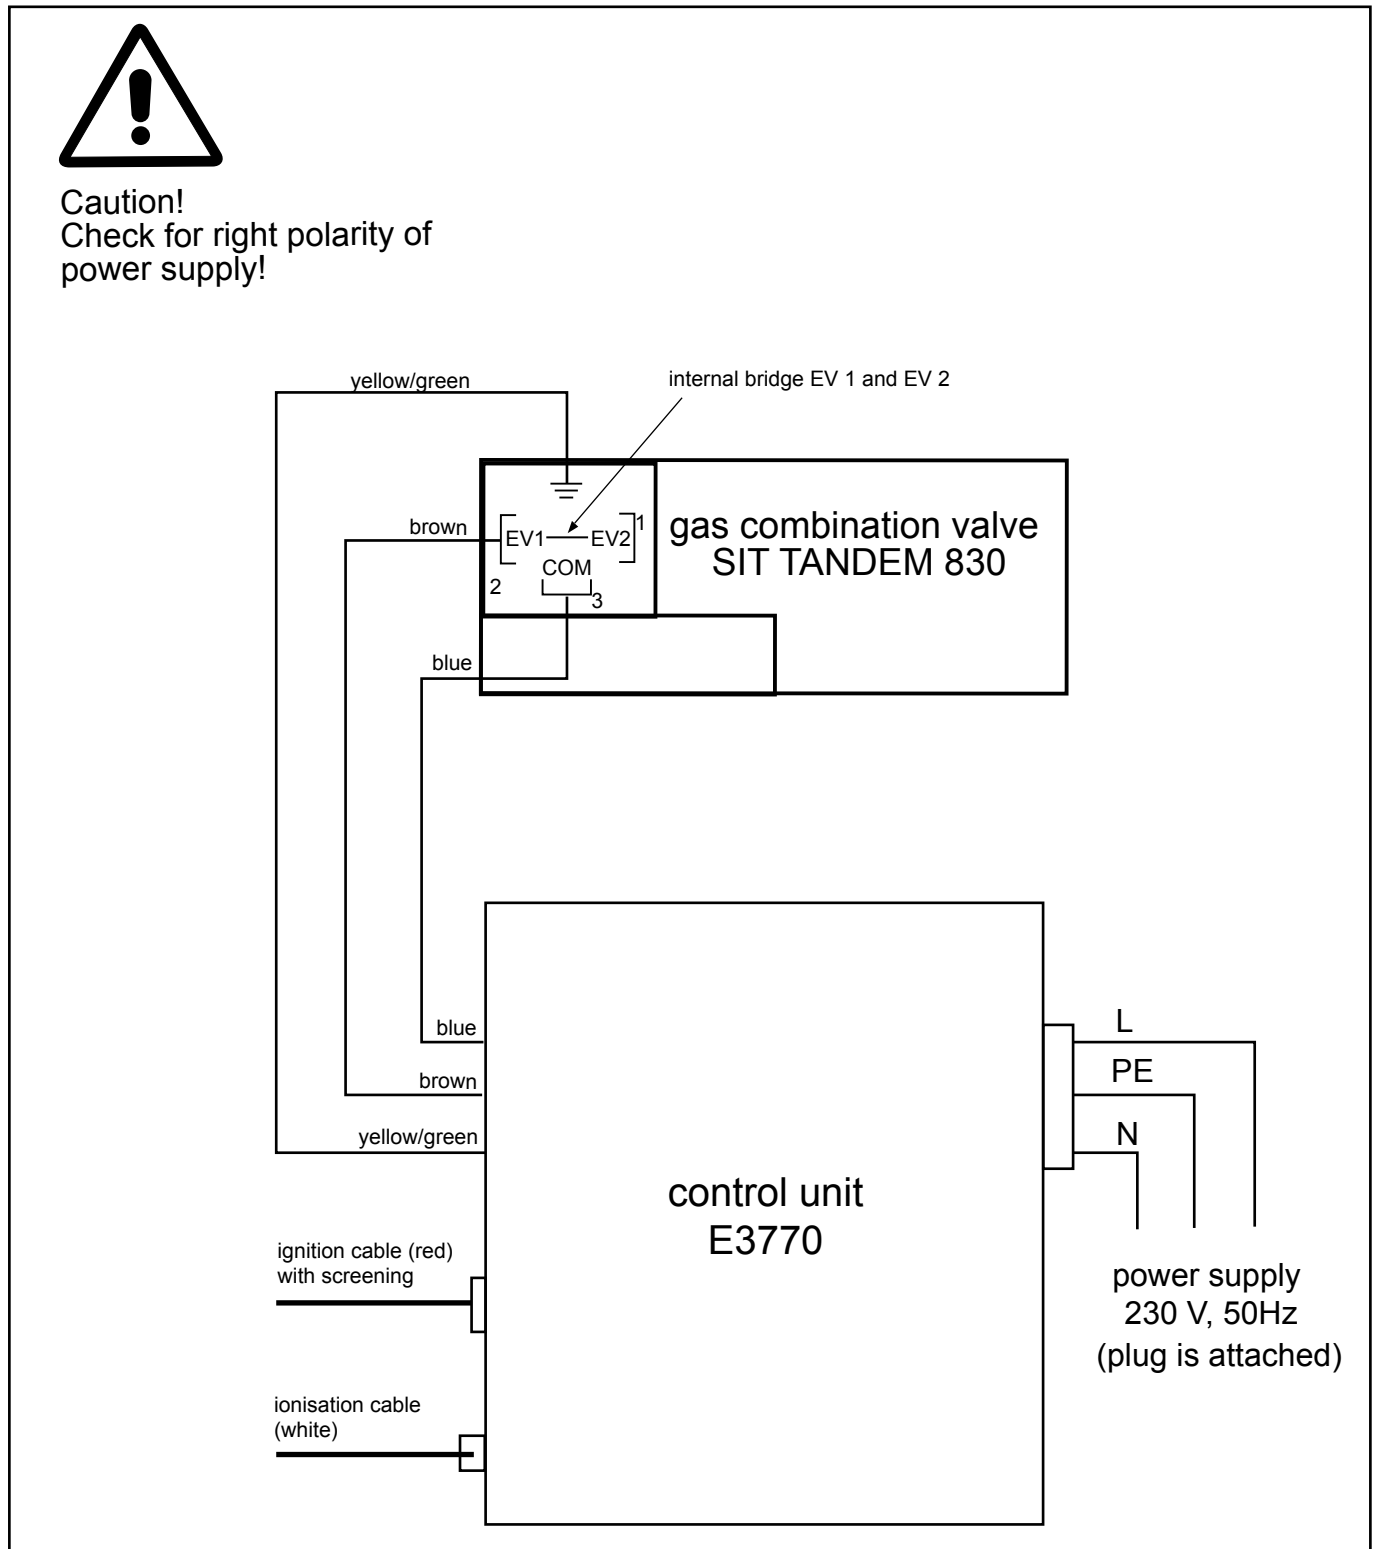 Caution!
Check for right polarity of
power supply!
yellow/green
internal bridge EV 1 and EV 2
brown
EV1
EV2
1
COM
2
3
gas combination valve
SIT TANDEM 830
blue
blue
brown
yellow/green
L
PE
N
control unit
E3770
ignition cable (red)
with screening
power supply
230 V, 50Hz
(plug is attached)
ionisation cable
(white)